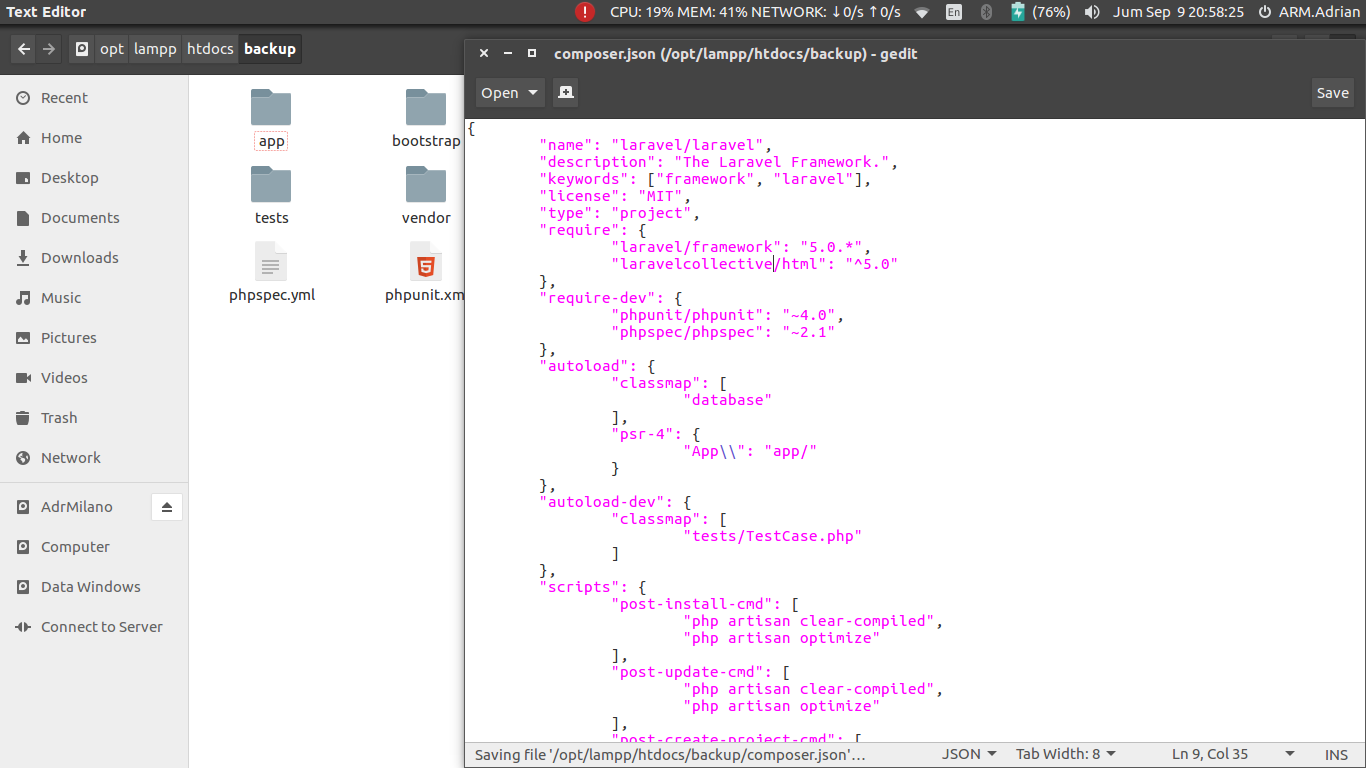 Text Editor
CPU: 19% MEM: 41% NETWORK: ↓0/s ↑0/s
En
(76%)
Jum Sep 9 20:58:25
ARM.Adrian
opt
lampp
htdocs
backup
Recent
Home
Desktop
Documents
Downloads
Music
Pictures
Videos
Trash
Network
AdrMilano
Computer
Data Windows
Connect to Server
app
bootstrap
tests
vendor
phpspec.yml
phpunit.xm
composer.json (/opt/lampp/htdocs/backup) - gedit
Open
Save
{
"name": "laravel/laravel",
"description": "The Laravel Framework.",
"keywords": ["framework", "laravel"],
"license": "MIT",
"type": "project",
"require": {
"laravel/framework": "5.0.*",
"laravelcollective/html": "^5.0"
},
"require-dev": {
"phpunit/phpunit": "~4.0",
"phpspec/phpspec": "~2.1"
},
"autoload": {
"classmap": [
"database"
],
"psr-4": {
"App\\": "app/"
}
},
"autoload-dev": {
"classmap": [
"tests/TestCase.php"
]
},
"scripts": {
"post-install-cmd": [
"php artisan clear-compiled",
"php artisan optimize"
],
"post-update-cmd": [
"php artisan clear-compiled",
"php artisan optimize"
],
"post-create-project-cmd": [
Saving file '/opt/lampp/htdocs/backup/composer.json'…
JSON
Tab Width: 8
Ln 9, Col 35
INS